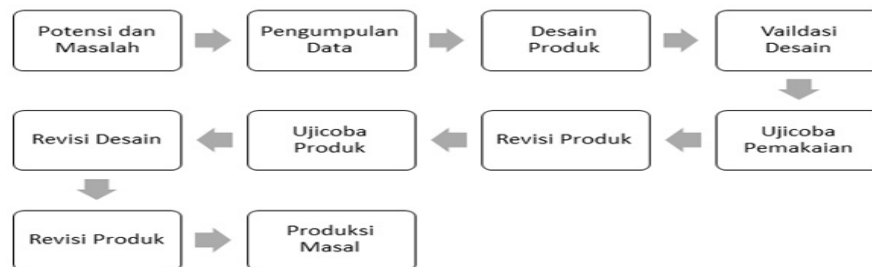 Potensi dan
Masalah
Pengumpulan
Data
Desain
Produk
Vaildasi
Desain
Ujicoba
Pemakaian
Revisi Produk
Ujicoba
Produk
Revisi Desain
Revisi Produk
Produksi
Masal